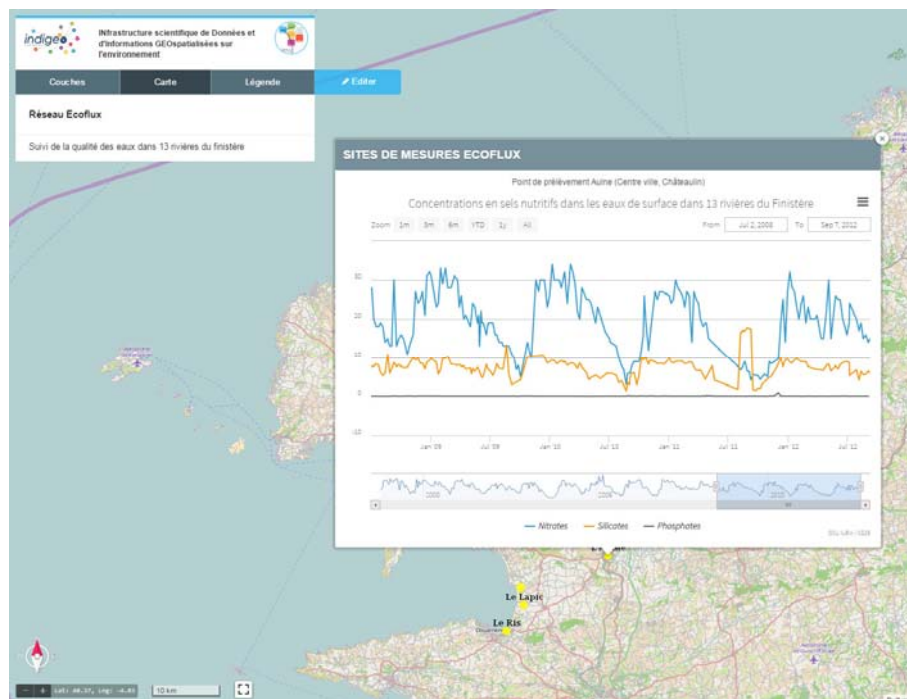 indigeo
INfrastructure scientifique de Données et
d'Informations GEOspatialisées sur
l'environnement
Couches
Carte
Légende
Editer
Réseau Ecoflux
Suivi de la qualité des eaux dans 13 rivières du finistère
SITES DE MESURES ECOFLUX
Point de prélèvement Aulne (Centre ville, Châteaulin)
Concentrations en sels nutritifs dans les eaux de surface dans 13 rivières du Finistère
Zoom 1m 3m 6m YTD 1y All
From Jul 2, 2008 To Sep 7, 2012
30
20
10
0
-10
Jan '09 Jul '09 Jan '10 Jul '10 Jan '11 Jul '11 Jan '12 Jul '12
2000 2005 2010
Nitrates Silicates Phosphates
Le Lapic
Le Ris
10 km